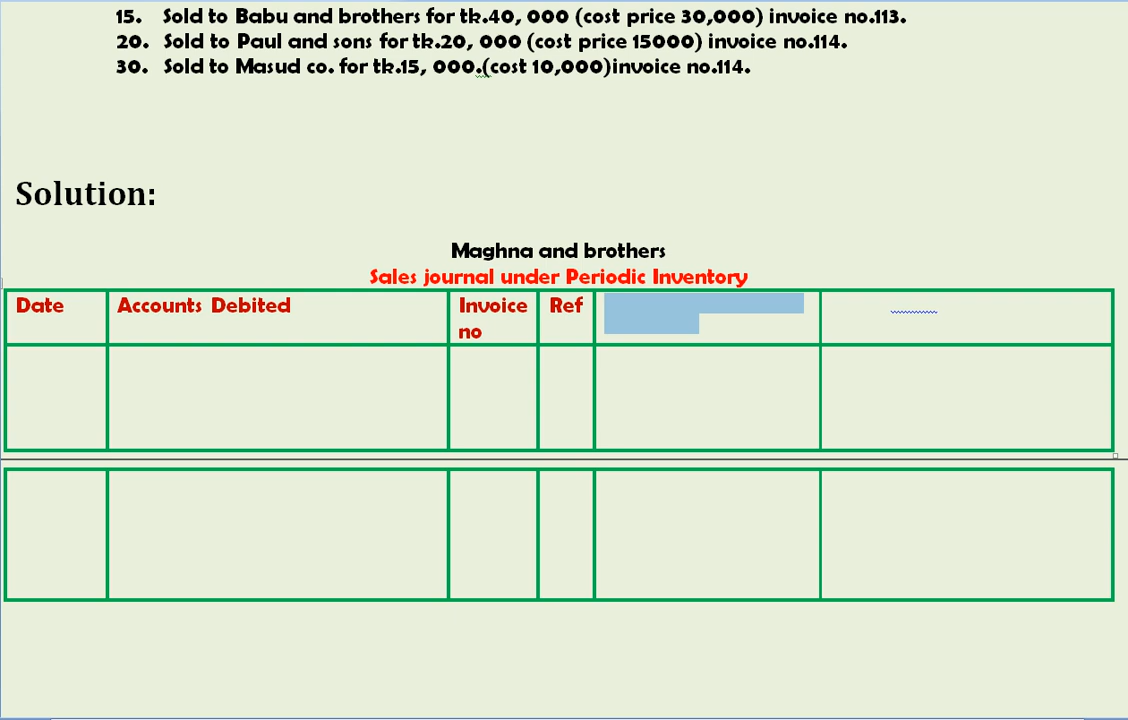 15. Sold to Babu and brothers for tk.40, 000 (cost price 30,000) invoice no.113.
20. Sold to Paul and sons for tk.20, 000 (cost price 15000) invoice no.114.
30. Sold to Masud co. for tk.15, 000.(cost 10,000)invoice no.114.
Solution:
Maghna and brothers
Sales journal under Periodic Inventory
Date Accounts Debited Invoice no Ref